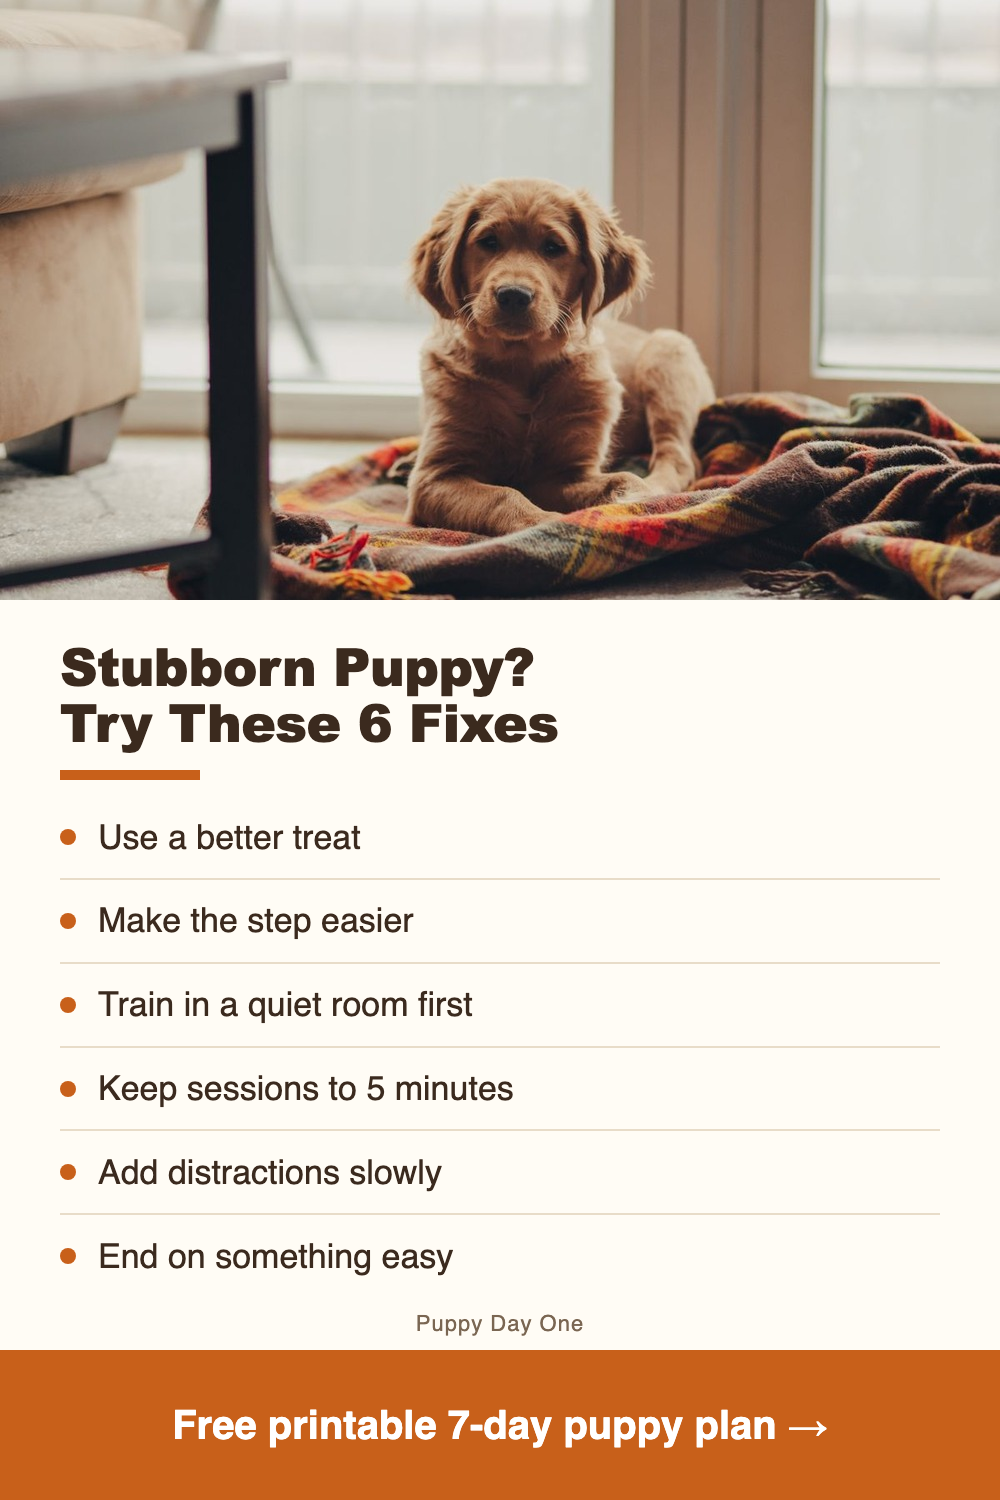 Stubborn Puppy?
Try These 6 Fixes
Use a better treat
Make the step easier
Train in a quiet room first
Keep sessions to 5 minutes
Add distractions slowly
End on something easy
Puppy Day One
Free printable 7-day puppy plan →